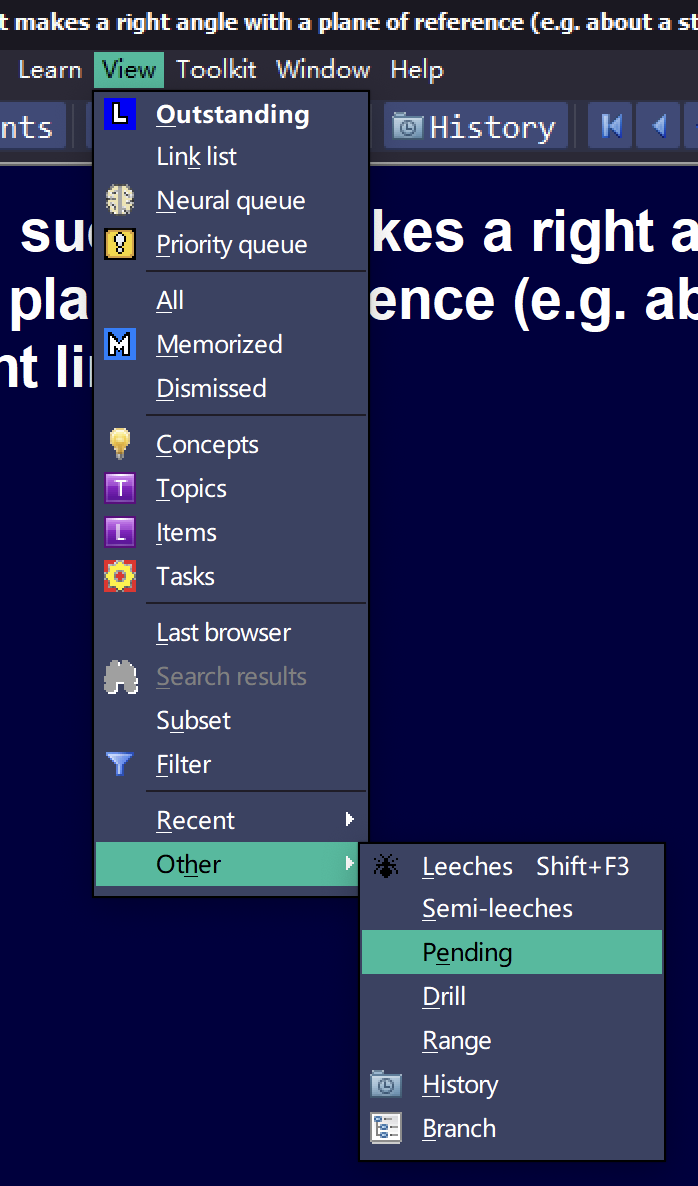 t makes a right angle with a plane of reference (e.g. about a st
Learn View Toolkit Window Help
nts History
L Outstanding
Link list
Neural queue
Priority queue
All
M Memorized
Dismissed
Concepts
T Topics
L Items
Tasks
Last browser
Search results
Subset
Filter
Recent
Other
Leeches Shift+F3
Semi-leeches
Pending
Drill
Range
History
Branch
su kes a right a
pla ence (e.g. ab
nt li